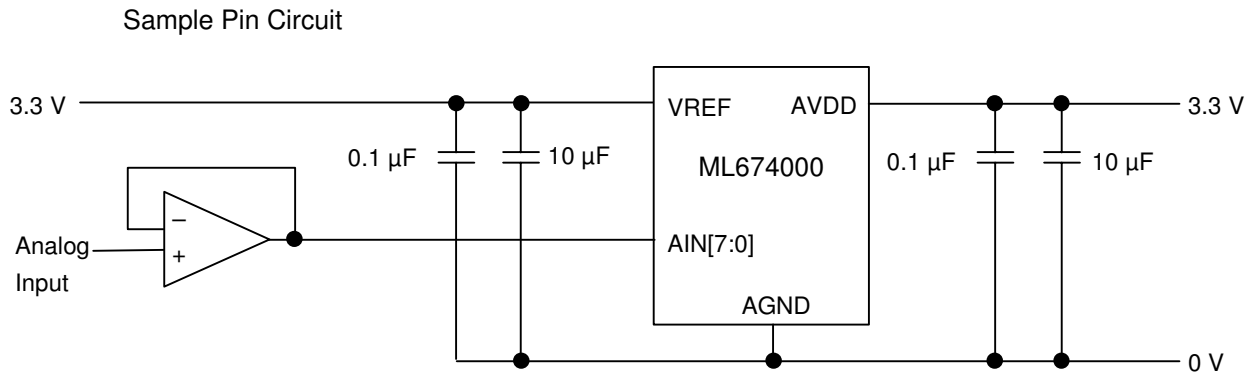 Sample Pin Circuit
3.3 V
VREF
AVDD
3.3 V
0.1 µF
10 µF
ML674000
0.1 µF
10 µF
Analog
Input
–
+
AIN[7:0]
AGND
0 V